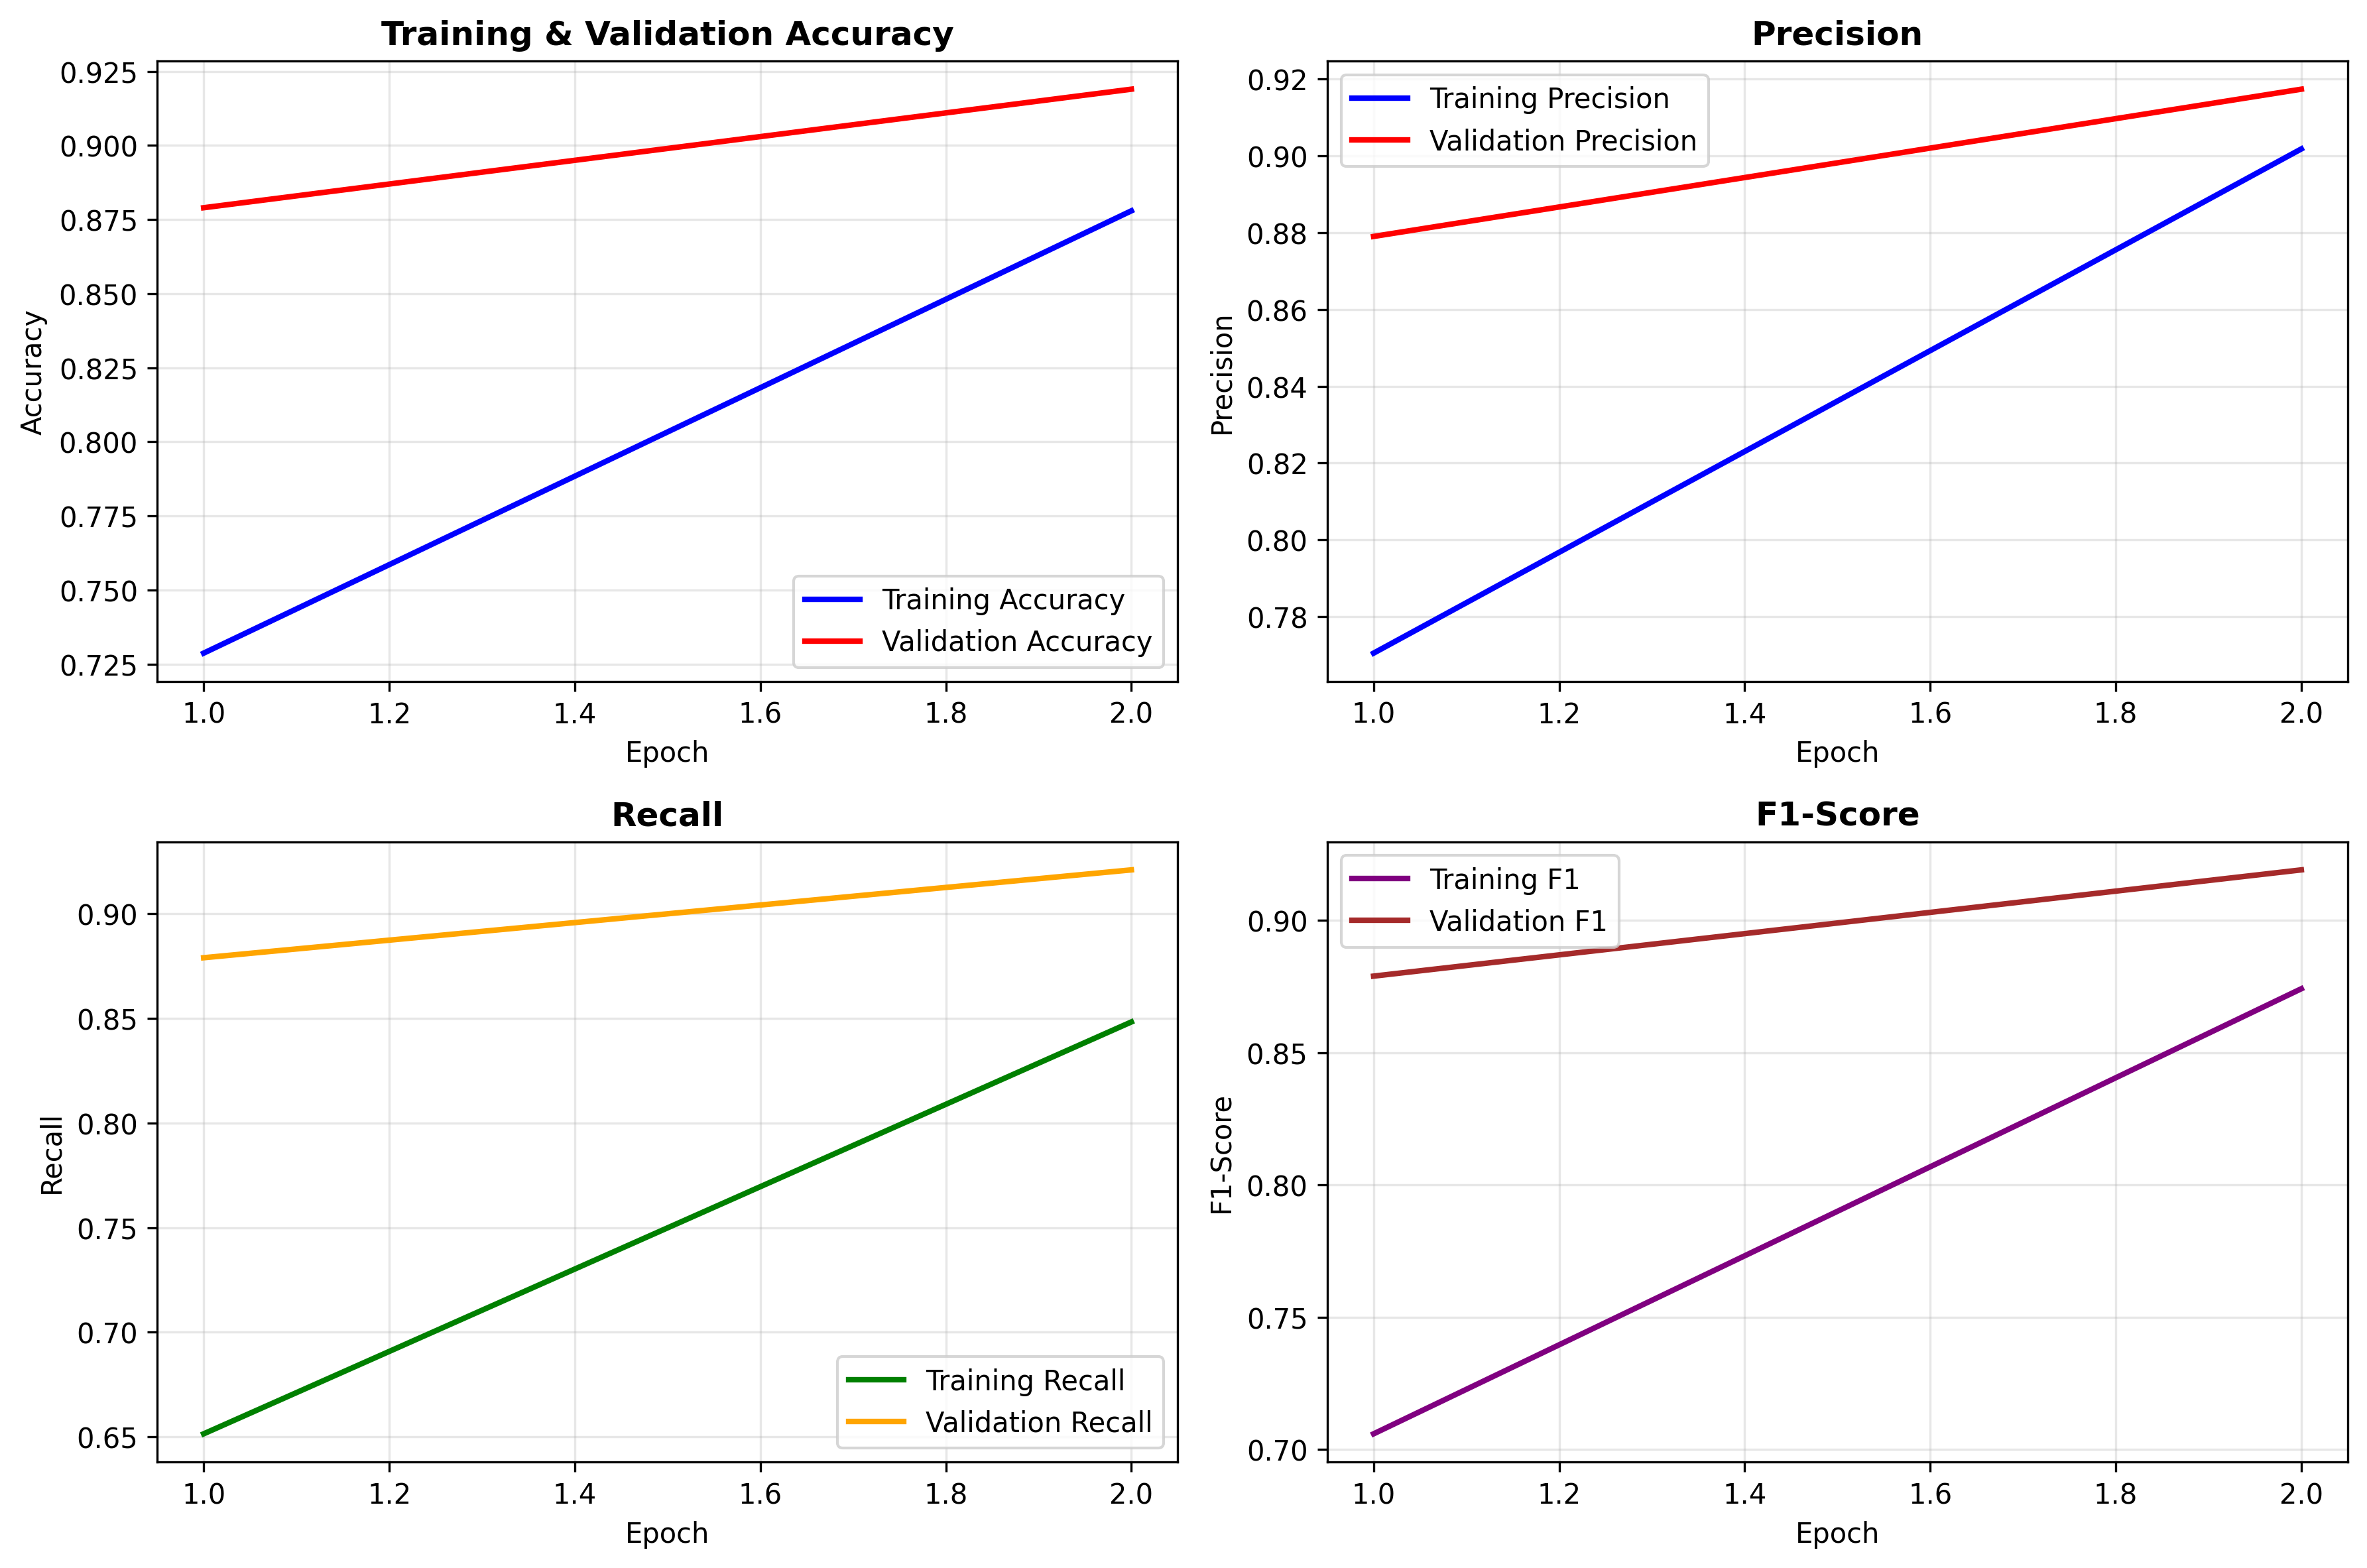 Training & Validation Accuracy
0.925
0.900
0.875
0.850
0.825
0.800
0.775
0.750
0.725
Accuracy
Training Accuracy
Validation Accuracy
1.0 1.2 1.4 1.6 1.8 2.0
Epoch
Precision
Training Precision
Validation Precision
0.92
0.90
0.88
0.86
0.84
0.82
0.80
0.78
Precision
1.0 1.2 1.4 1.6 1.8 2.0
Epoch
Recall
0.90
0.85
0.80
0.75
0.70
0.65
Recall
Training Recall
Validation Recall
1.0 1.2 1.4 1.6 1.8 2.0
Epoch
F1-Score
Training F1
Validation F1
0.90
0.85
0.80
0.75
0.70
F1-Score
1.0 1.2 1.4 1.6 1.8 2.0
Epoch